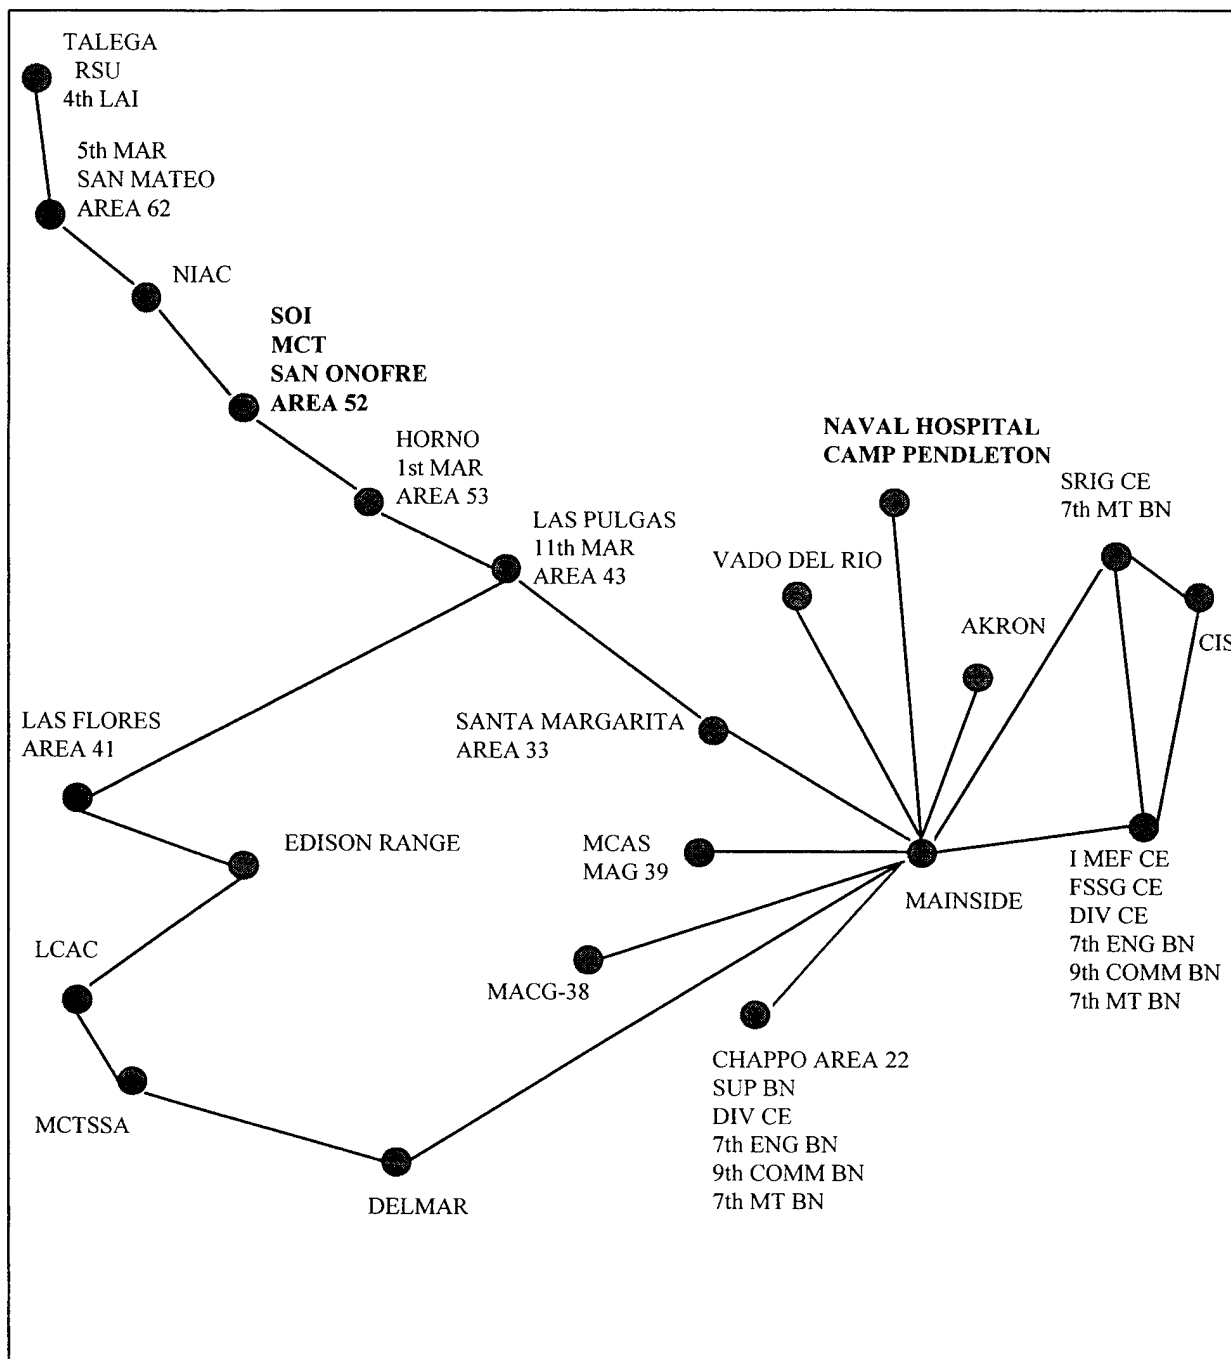 TALEGA
RSU
4th LAI
5th MAR
SAN MATEO
AREA 62
NIAC
SOI
MCT
SAN ONOFRE
AREA 52
HORNO
1st MAR
AREA 53
LAS PULGAS
11th MAR
AREA 43
NAVAL HOSPITAL
CAMP PENDLETON
SRIG CE
7th MT BN
VADO DEL RIO
AKRON
CIS
LAS FLORES
AREA 41
SANTA MARGARITA
AREA 33
EDISON RANGE
MCAS
MAG 39
MAINSIDE
I MEF CE
FSSG CE
DIV CE
7th ENG BN
9th COMM BN
7th MT BN
LCAC
MACG-38
CHAPPO AREA 22
SUP BN
DIV CE
7th ENG BN
9th COMM BN
7th MT BN
MCTSSA
DELMAR